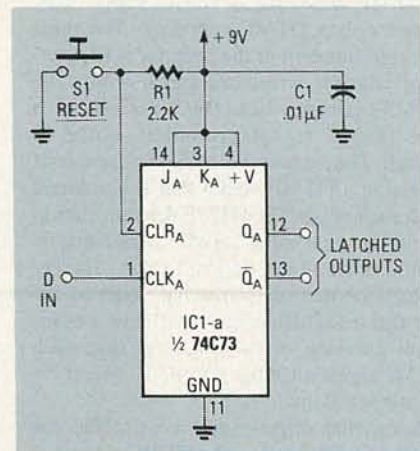 + 9V
S1
RESET
R1
2.2K
C1
.01µF
14 3 4
JA KA +V
2 CLRA
QA 12
D
IN
1 CLKA
Q̅A 13
LATCHED
OUTPUTS
IC1-a
½ 74C73
GND
11